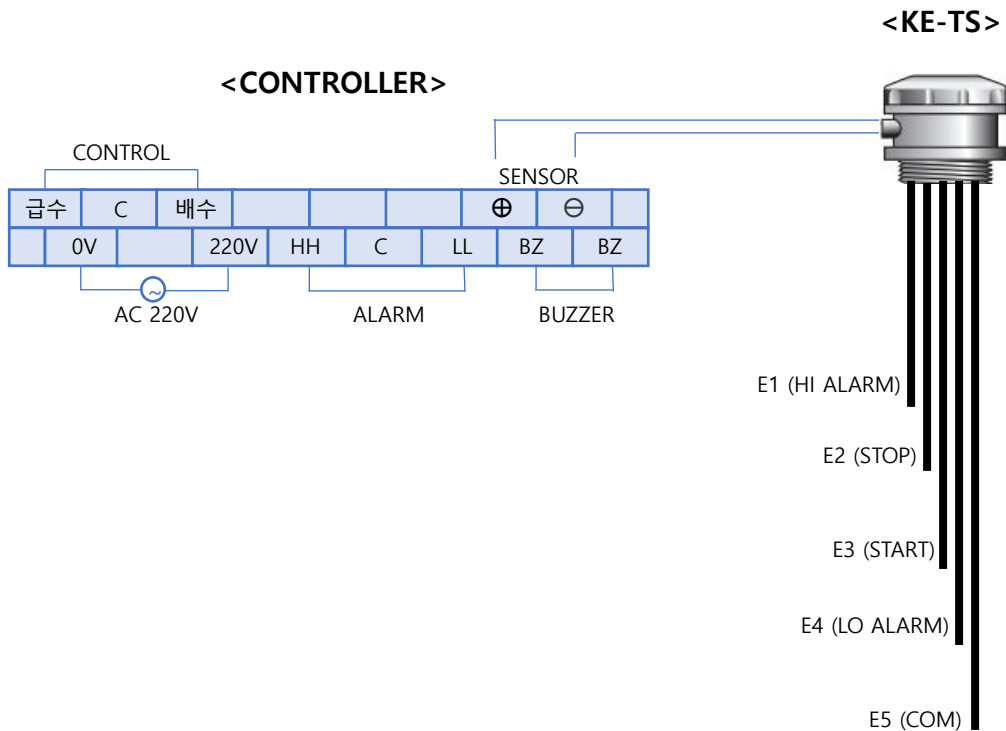 <KE-TS>
<CONTROLLER>
CONTROL
SENSOR
급수 C 배수 ⊕ ⊖
0V 220V HH C LL BZ BZ
~
AC 220V ALARM BUZZER
E1 (HI ALARM)
E2 (STOP)
E3 (START)
E4 (LO ALARM)
E5 (COM)